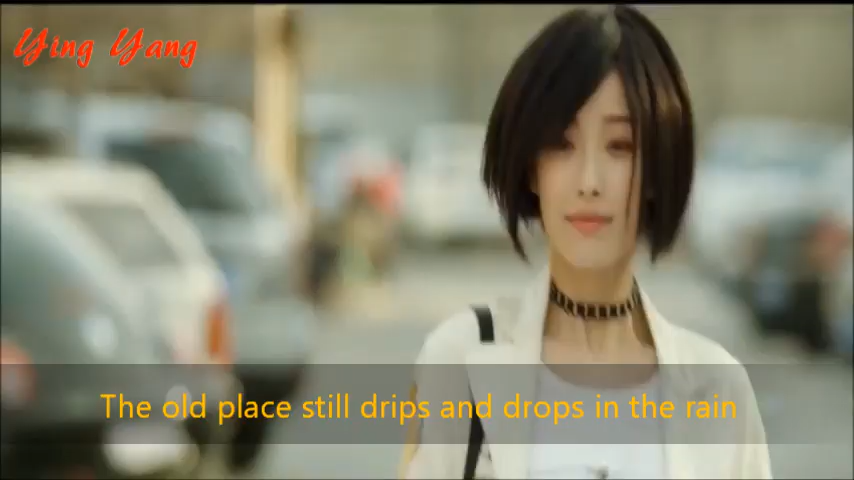 Ying Yang
The old place still drips and drops in the rain